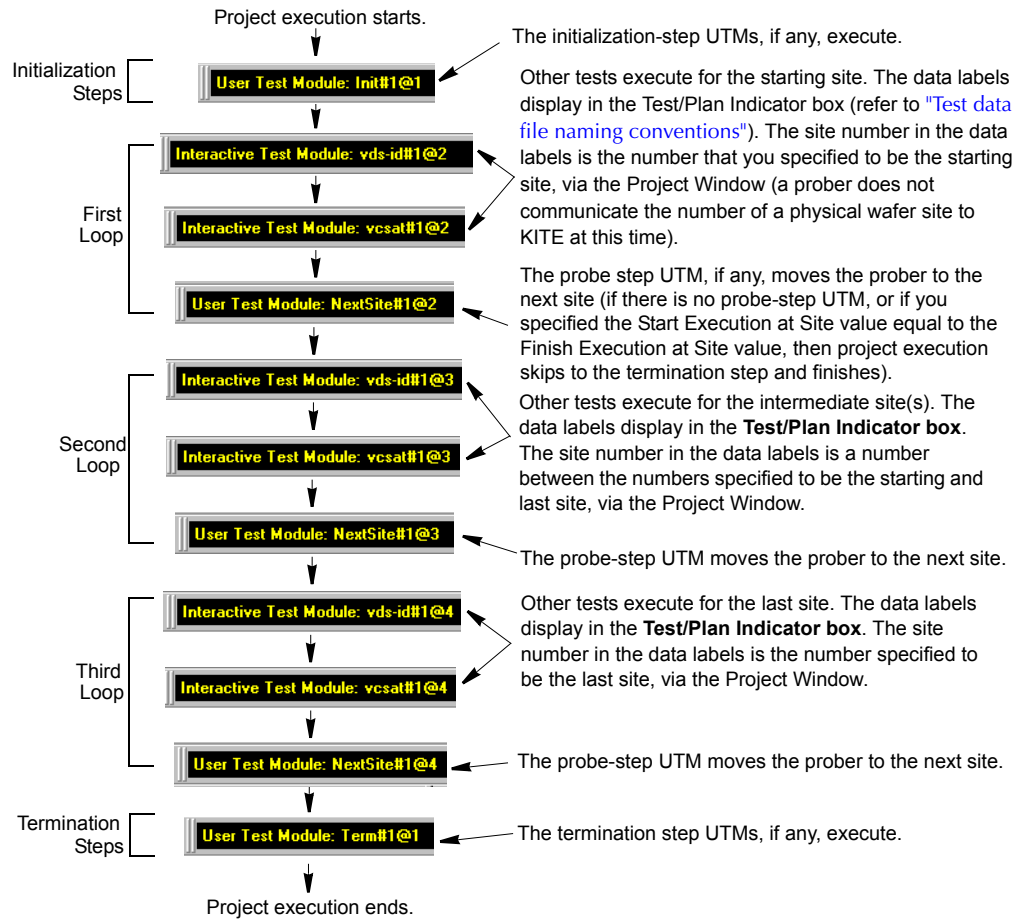 Project execution starts.
The initialization-step UTMs, if any, execute.
Initialization
Steps
User Test Module: Init#1@1
Other tests execute for the starting site. The data labels
display in the Test/Plan Indicator box (refer to "Test data
file naming conventions"). The site number in the data
labels is the number that you specified to be the starting
site, via the Project Window (a prober does not
communicate the number of a physical wafer site to
KITE at this time).
First
Loop
Interactive Test Module: vds-id#1@2
Interactive Test Module: vcsat#1@2
User Test Module: NextSite#1@2
The probe step UTM, if any, moves the prober to the
next site (if there is no probe-step UTM, or if you
specified the Start Execution at Site value equal to the
Finish Execution at Site value, then project execution
skips to the termination step and finishes).
Second
Loop
Interactive Test Module: vds-id#1@3
Interactive Test Module: vcsat#1@3
User Test Module: NextSite#1@3
Other tests execute for the intermediate site(s). The
data labels display in the Test/Plan Indicator box.
The site number in the data labels is a number
between the numbers specified to be the starting and
last site, via the Project Window.
The probe-step UTM moves the prober to the next site.
Third
Loop
Interactive Test Module: vds-id#1@4
Interactive Test Module: vcsat#1@4
User Test Module: NextSite#1@4
Other tests execute for the last site. The data labels
display in the Test/Plan Indicator box. The site
number in the data labels is the number specified to
be the last site, via the Project Window.
The probe-step UTM moves the prober to the next site.
Termination
Steps
User Test Module: Term#1@1
The termination step UTMs, if any, execute.
Project execution ends.